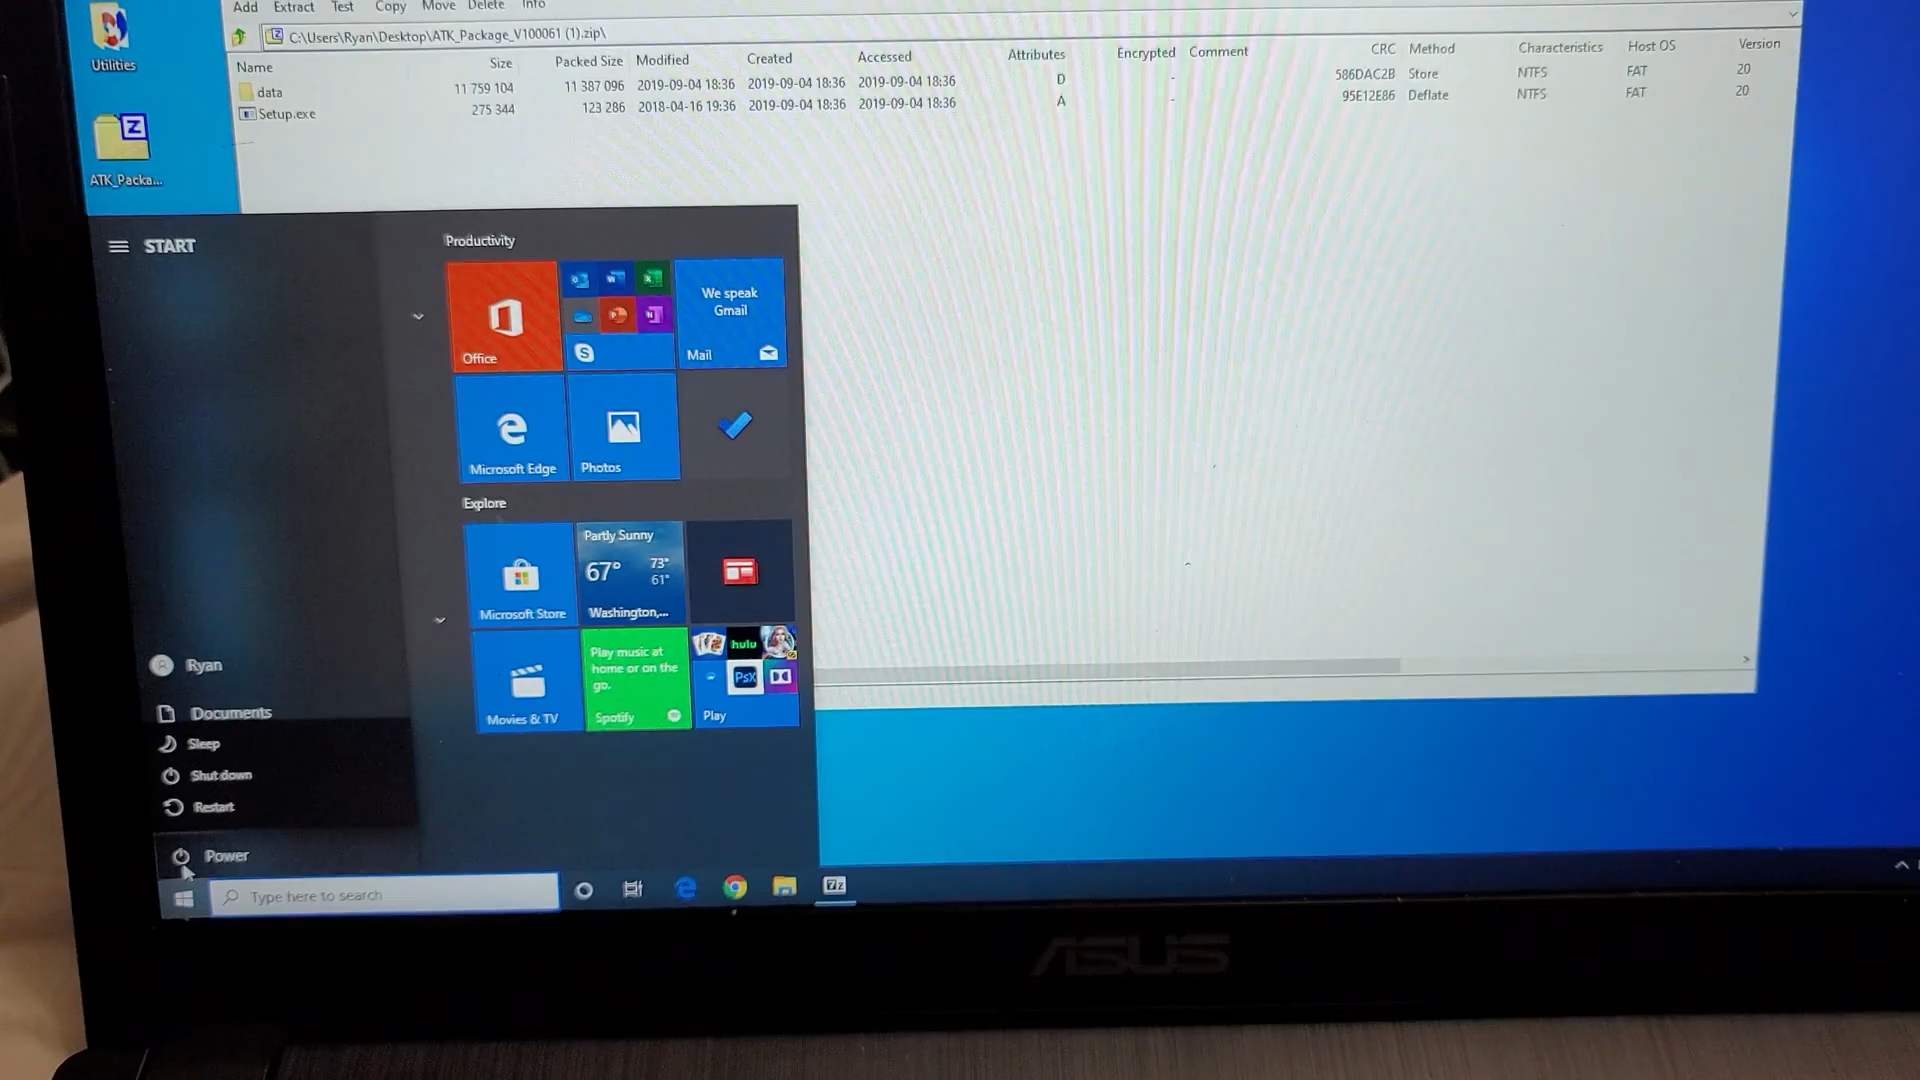 Add Extract Test Copy Move Delete Info
C:\Users\Ryan\Desktop\ATK_Package_V100061 (1).zip\
Name Size Packed Size Modified Created Accessed Attributes Encrypted Comment CRC Method Characteristics Host OS Version
data 11 759 104 11 387 096 2019-09-04 18:36 2019-09-04 18:36 2019-09-04 18:36 D - 586DAC2B Store NTFS FAT 20
Setup.exe 275 344 123 286 2018-04-16 19:36 2019-09-04 18:36 2019-09-04 18:36 A - 95E12E86 Deflate NTFS FAT 20
Utilities
ATK_Packa...
START
Productivity
Office
We speak
Gmail
Mail
Microsoft Edge
Photos
Explore
Microsoft Store
Partly Sunny
67° 73°
61°
Washington,...
Movies & TV
Play music at
home or on the
go.
Spotify
hulu
PsX
Play
Ryan
Documents
Sleep
Shut down
Restart
Power
Type here to search
7z
ASUS